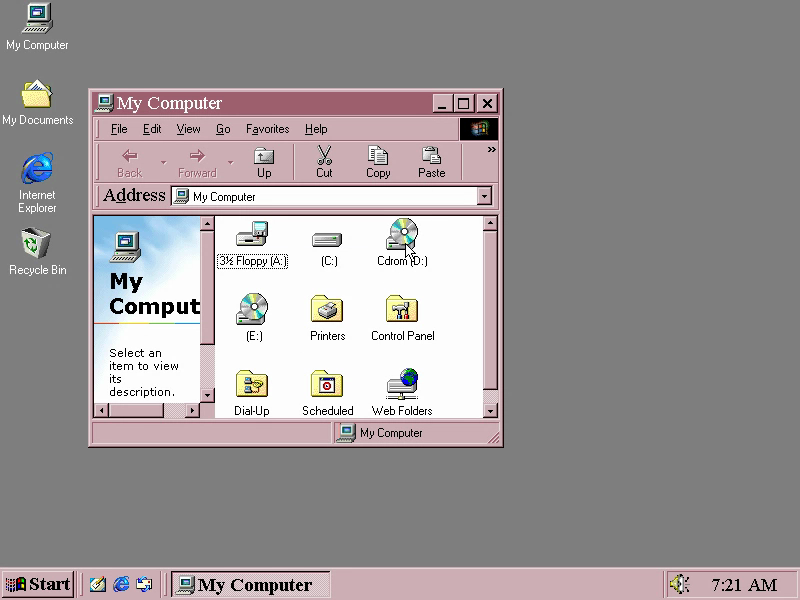 My Computer
My Documents
Internet
Explorer
Recycle Bin
My Computer
File Edit View Go Favorites Help
Back Forward Up Cut Copy Paste »
Address My Computer
My
Comput
Select an
item to view
its
description.
3½ Floppy (A:) (C:) Cdrom (D:)
(E:) Printers Control Panel
Dial-Up Scheduled Web Folders
My Computer
Start My Computer 7:21 AM